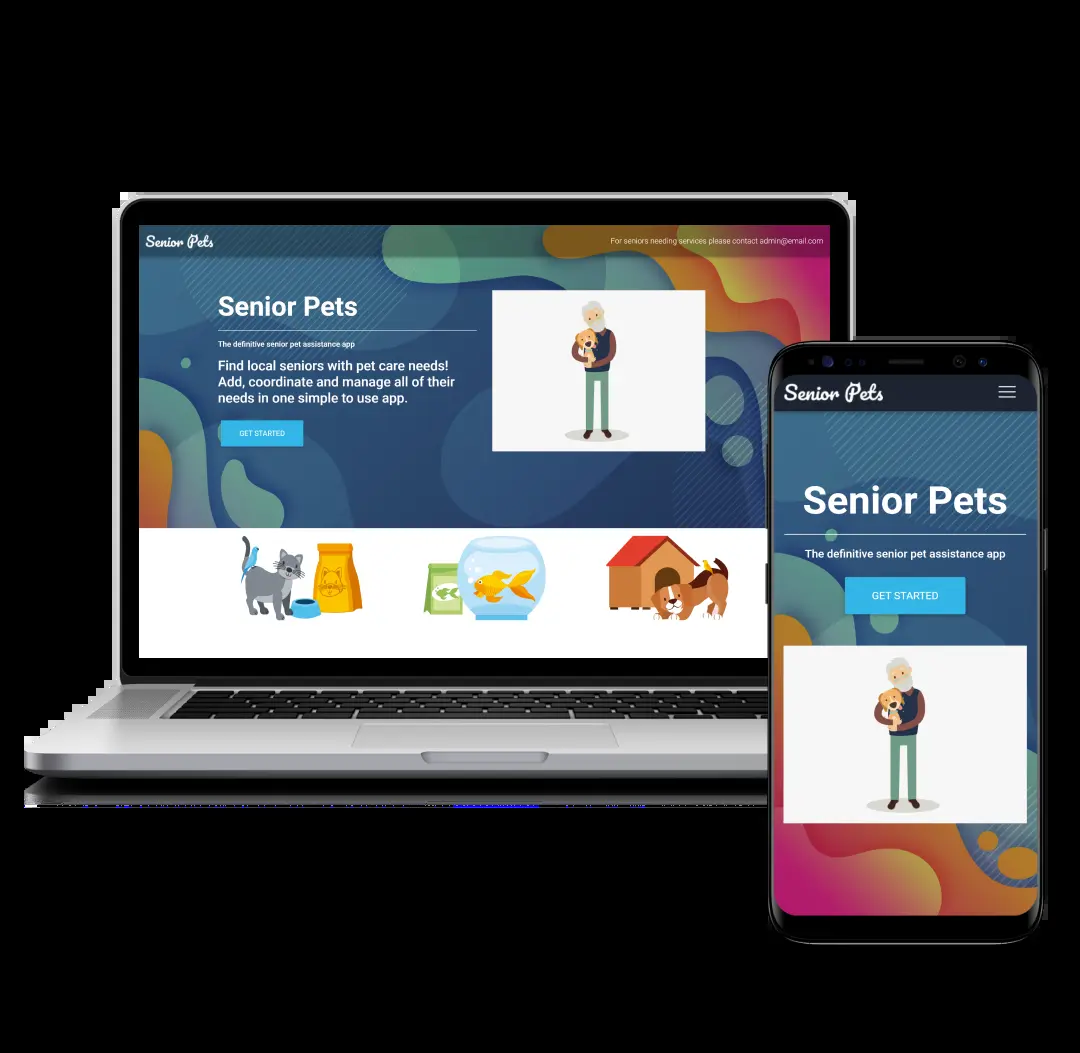 Senior Pets
For seniors needing services please contact admin@email.com
Senior Pets
The definitive senior pet assistance app
Find local seniors with pet care needs!
Add, coordinate and manage all of their
needs in one simple to use app.
GET STARTED
Senior Pets
Senior Pets
The definitive senior pet assistance app
GET STARTED